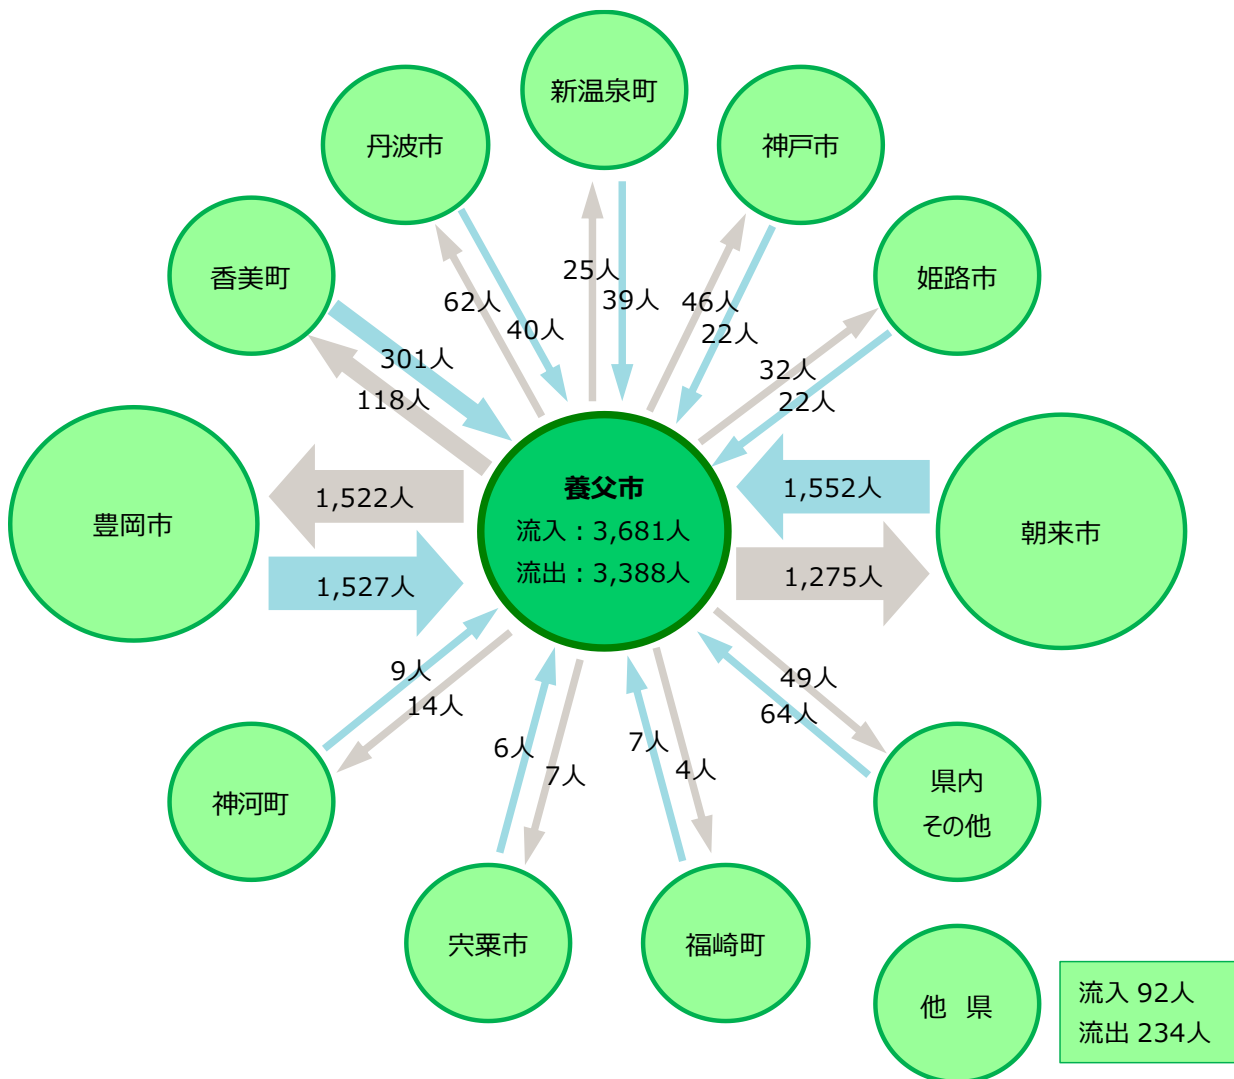 新温泉町
丹波市
神戸市
香美町
姫路市
25人
39人
62人
40人
46人
22人
301人
118人
32人
22人
豊岡市
1,522人
1,527人
養父市
流入：3,681人
流出：3,388人
1,552人
1,275人
朝来市
9人
14人
49人
64人
6人
7人
7人
4人
神河町
県内
その他
宍粟市
福崎町
他 県
流入 92人
流出 234人